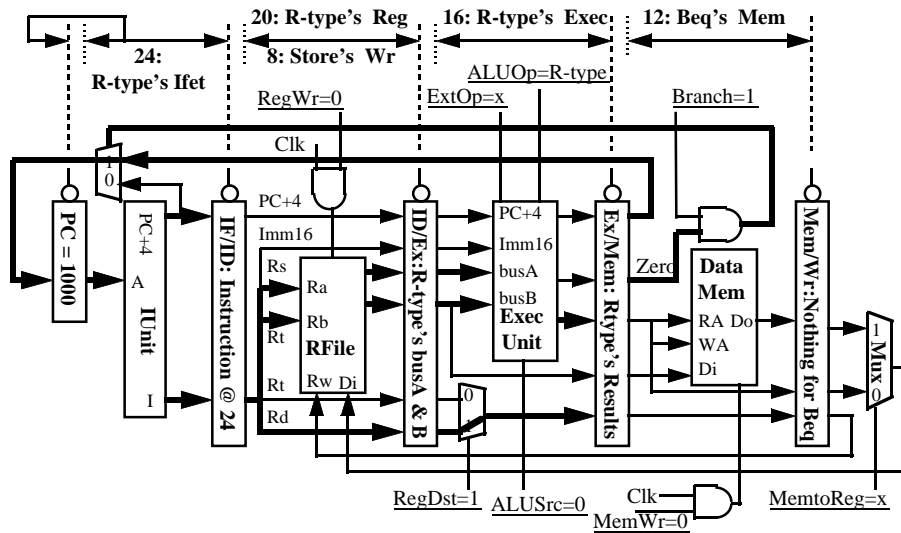 20: R-type's Reg
16: R-type's Exec
12: Beq's Mem
24:
R-type's Ifet
8: Store's Wr
ALUOp=R-type
RegWr=0
ExtOp=x
Branch=1
Clk
1
0
PC = 1000
PC+4
A
IUnit
I
IF/ID: Instruction @ 24
PC+4
Imm16
Rs
Rt
Rt
Rd
Ra
Rb
RFile
Rw Di
ID/Ex:R-type's busA & B
0
1
PC+4
Imm16
busA
busB
Exec
Unit
Ex/Mem: Rtype's Results
Zero
Data
Mem
RA Do
WA
Di
Mem/Wr:Nothing for Beq
1
Mux
0
RegDst=1
ALUSrc=0
Clk
MemWr=0
MemtoReg=x